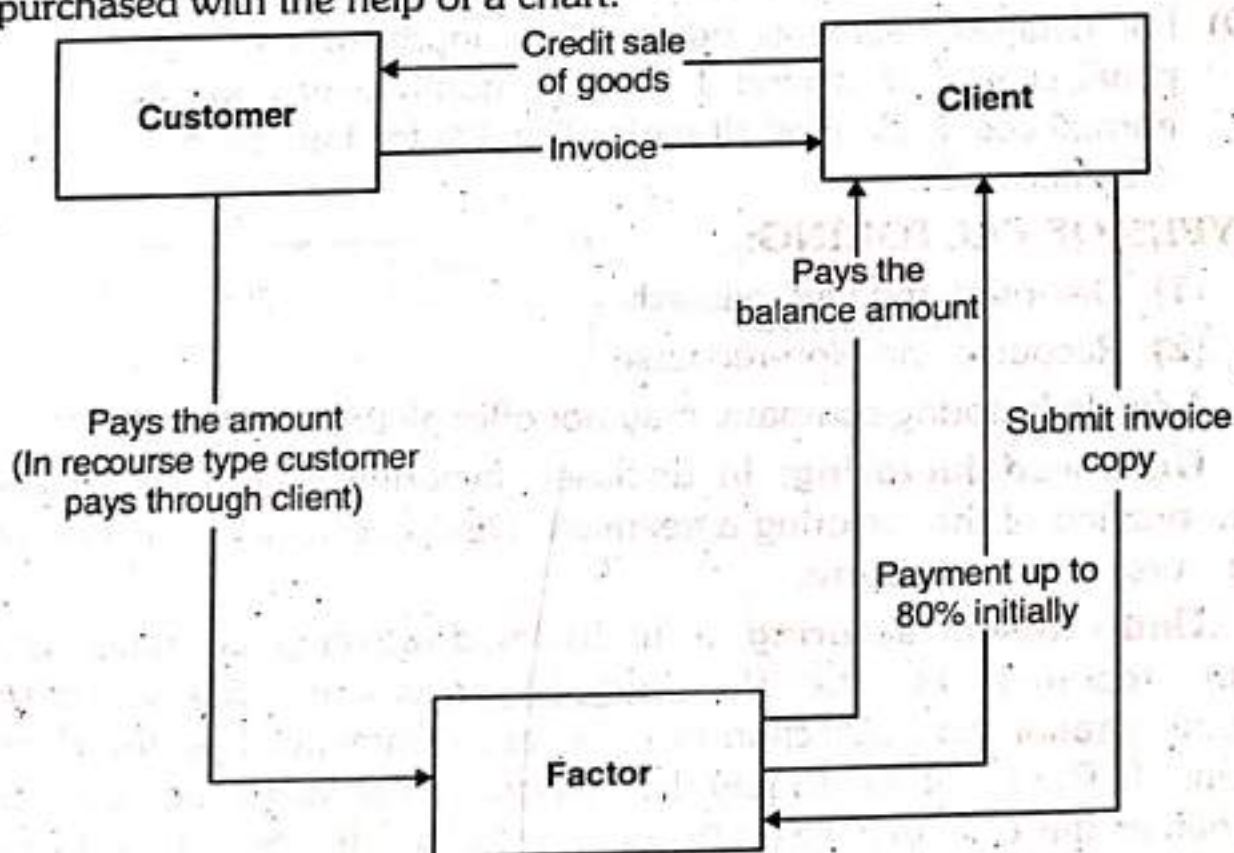 purchased with the help of a chart.
Credit sale
of goods
Customer
Client
Invoice
Pays the
balance amount
Pays the amount
(In recourse type customer
pays through client)
Submit invoice
copy
Payment up to
80% initially
Factor